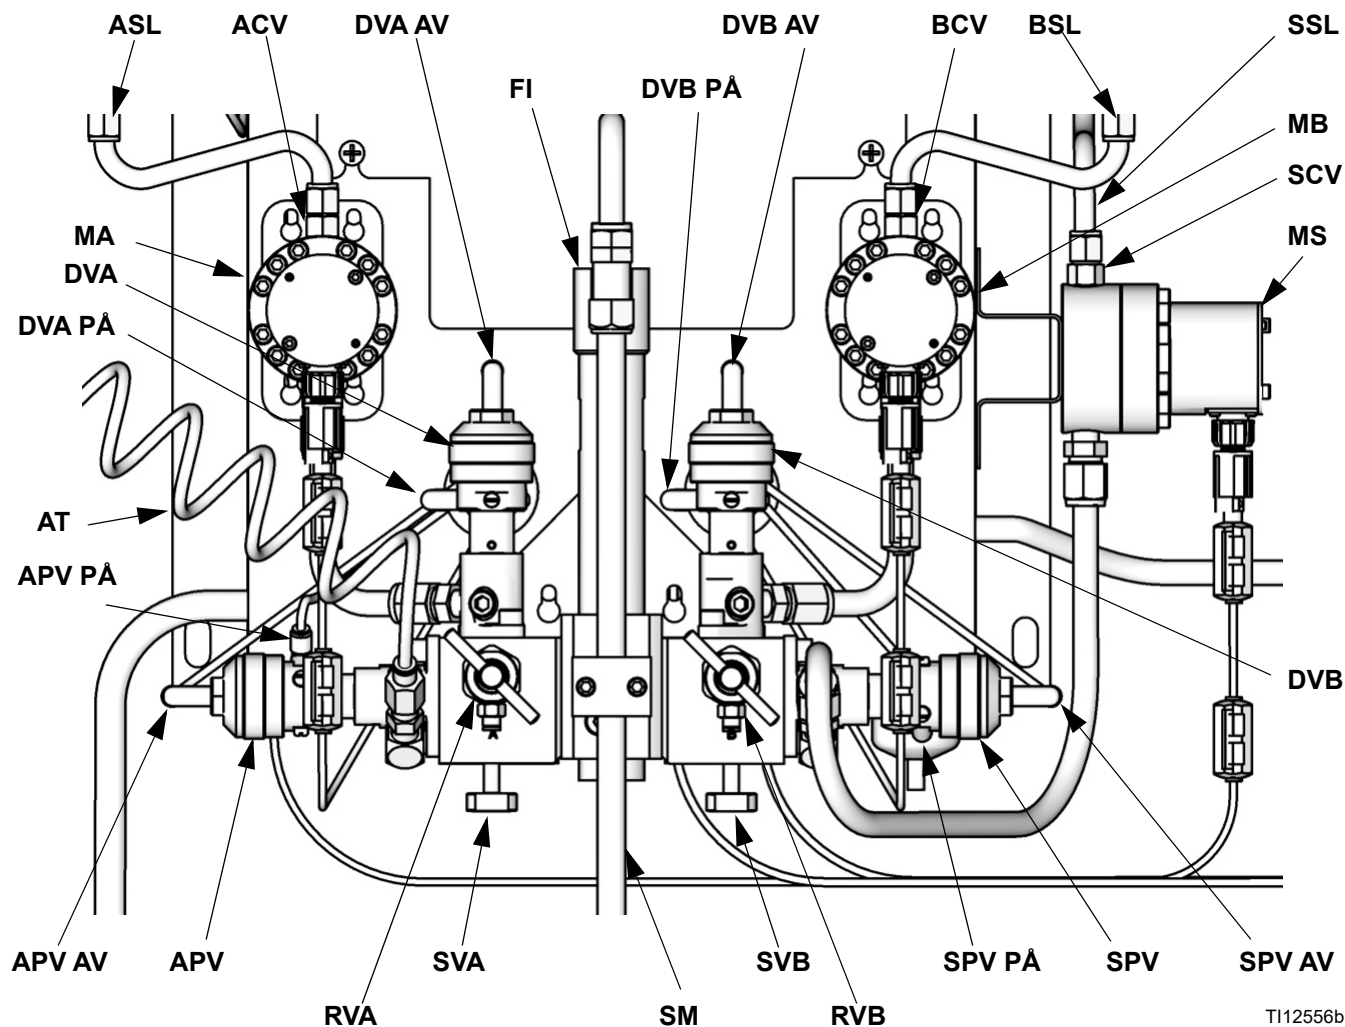 ASL ACV DVA AV DVB AV BCV BSL SSL
FI DVB PÅ
MB
SCV
MA MS
DVA
DVA PÅ
AT
APV PÅ
DVB
A B
APV AV APV SVA SVB SPV PÅ SPV SPV AV
RVA SM RVB
TI12556b